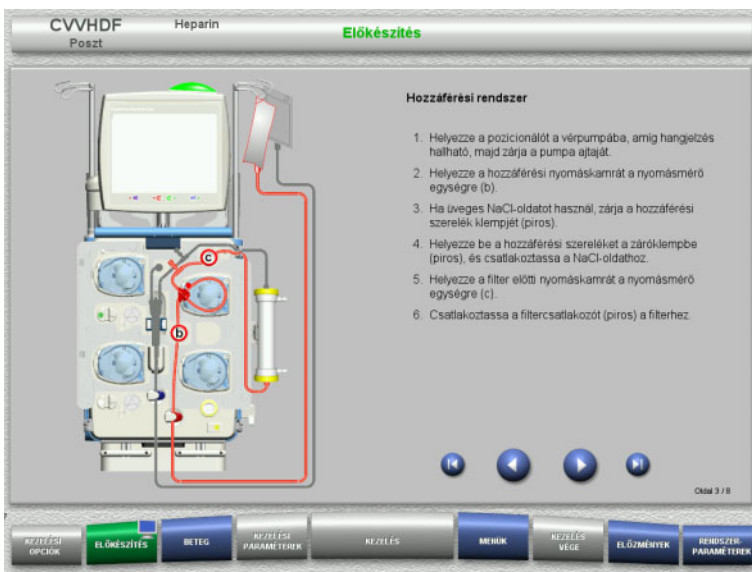 CVVHDF Heparin Előkészítés
Poszt
Hozzáférési rendszer
1. Helyezze a pozicionálót a vérpumpába, amíg hangjelzés
hallható, majd zárja a pumpa ajtaját.
2. Helyezze a hozzáférési nyomáskamrát a nyomásmérő
egységre (b).
3. Ha üveges NaCl-oldatot használ, zárja a hozzáférési
szerelék klempjét (piros).
4. Helyezze be a hozzáférési szereléket a záróklempbe
(piros), és csatlakoztassa a NaCl-oldathoz.
5. Helyezze a filter előtti nyomáskamrát a nyomásmérő
egységre (c).
6. Csatlakoztassa a filtercsatlakozót (piros) a filterhez.
c
b
Oldal 3 / 8
KEZELÉSI
OPCIÓK
ELŐKÉSZÍTÉS
BETEG
KEZELÉSI
PARAMÉTEREK
KEZELÉS
MENÜK
KEZELÉS
VÉGE
ELŐZMÉNYEK
RENDSZER-
PARAMÉTEREK